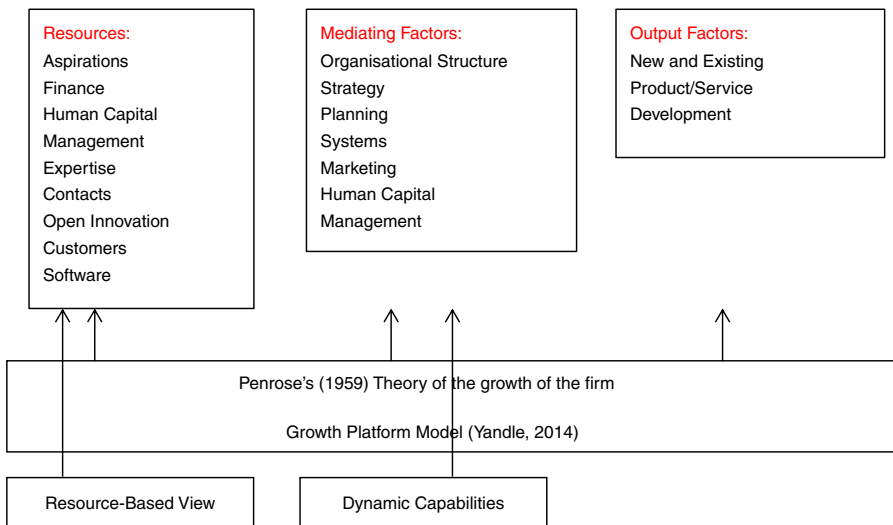 Resources:
Aspirations
Finance
Human Capital
Management
Expertise
Contacts
Open Innovation
Customers
Software
Mediating Factors:
Organisational Structure
Strategy
Planning
Systems
Marketing
Human Capital
Management
Output Factors:
New and Existing
Product/Service
Development
Penrose's (1959) Theory of the growth of the firm
Growth Platform Model (Yandle, 2014)
Resource-Based View
Dynamic Capabilities